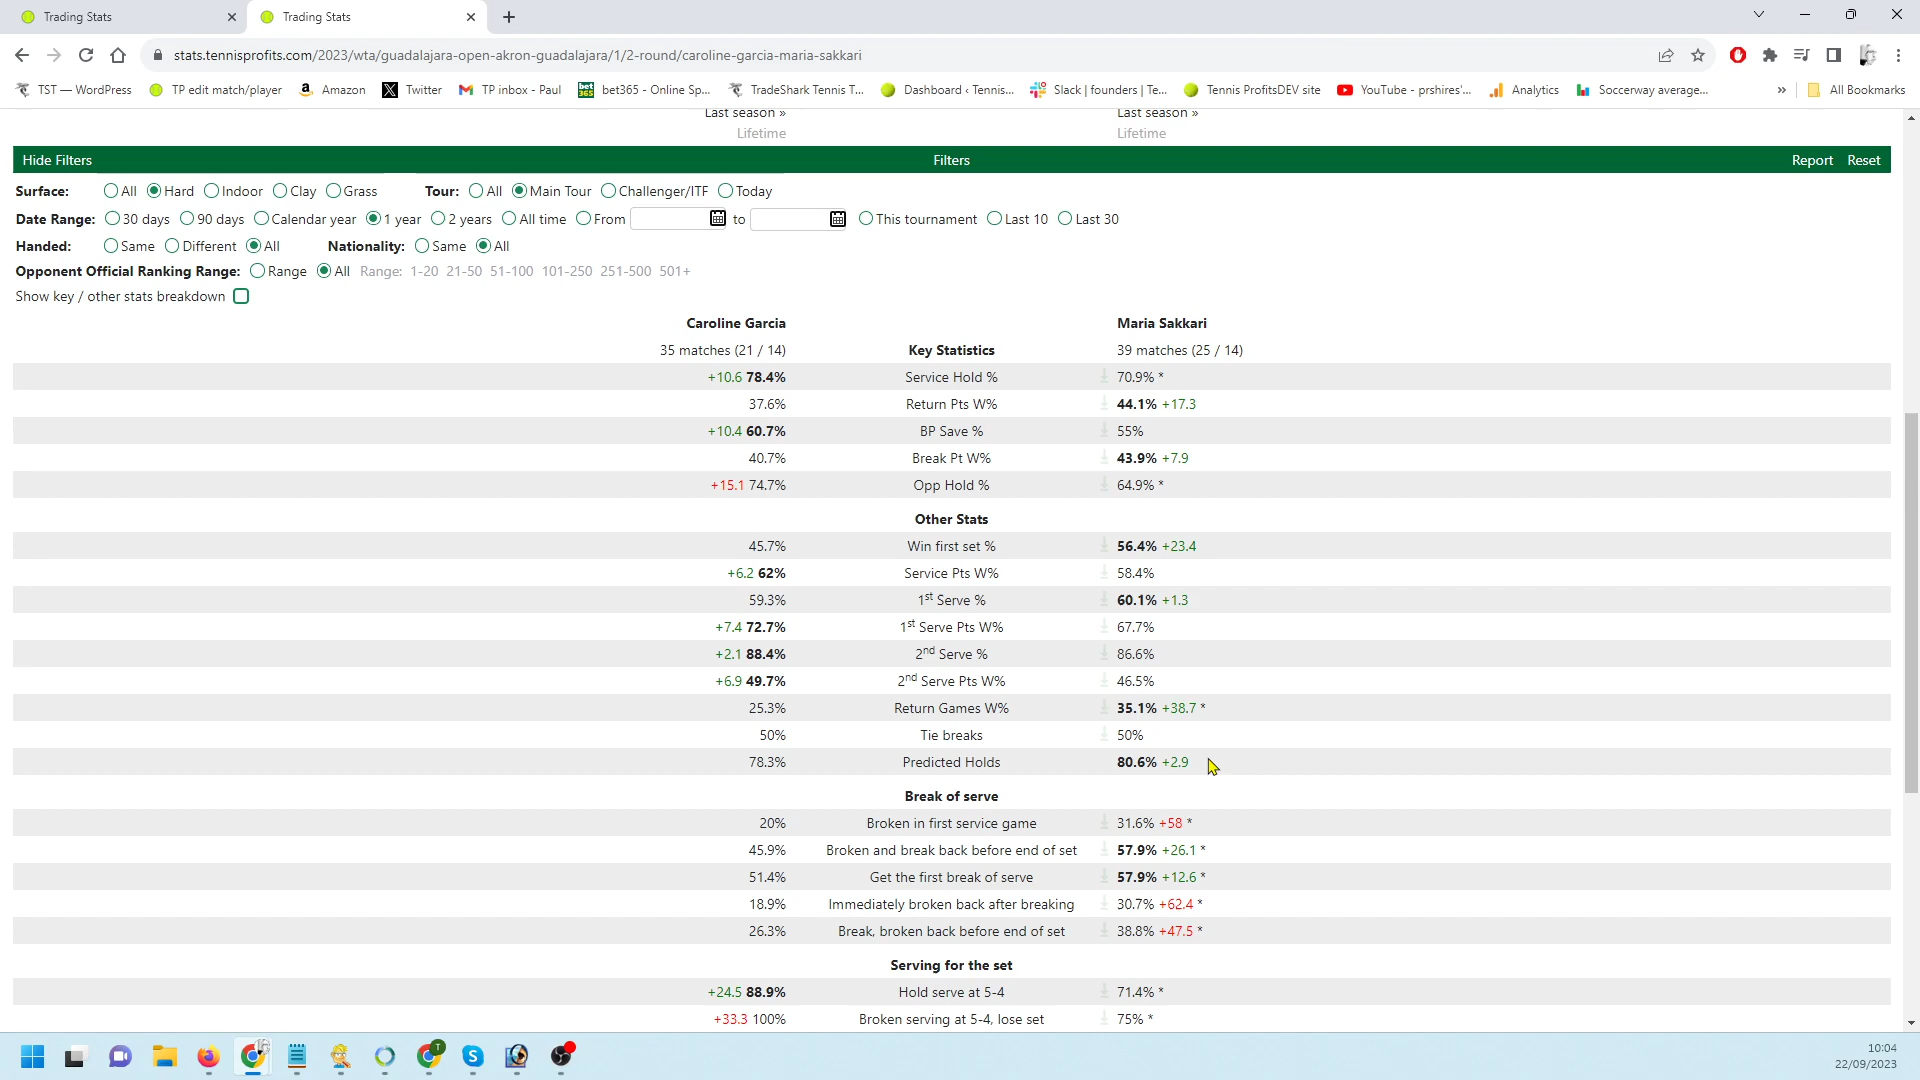 Trading Stats
Trading Stats
stats.tennisprofits.com/2023/wta/guadalajara-open-akron-guadalajara/1/2-round/caroline-garcia-maria-sakkari
TST — WordPress TP edit match/player Amazon Twitter TP inbox - Paul bet365 - Online Sp... TradeShark Tennis T... Dashboard ‹ Tennis... Slack | founders | Te... Tennis ProfitsDEV site YouTube - prshires'... Analytics Soccerway average... » All Bookmarks
Last season » Last season »
Lifetime Lifetime
Hide Filters Filters Report Reset
Surface: All Hard Indoor Clay Grass Tour: All Main Tour Challenger/ITF Today
Date Range: 30 days 90 days Calendar year 1 year 2 years All time From to This tournament Last 10 Last 30
Handed: Same Different All Nationality: Same All
Opponent Official Ranking Range: Range All Range: 1-20 21-50 51-100 101-250 251-500 501+
Show key / other stats breakdown
Caroline Garcia Maria Sakkari
35 matches (21 / 14) Key Statistics 39 matches (25 / 14)
+10.6 78.4% Service Hold % 70.9% *
37.6% Return Pts W% 44.1% +17.3
+10.4 60.7% BP Save % 55%
40.7% Break Pt W% 43.9% +7.9
+15.1 74.7% Opp Hold % 64.9% *
Other Stats
45.7% Win first set % 56.4% +23.4
+6.2 62% Service Pts W% 58.4%
59.3% 1st Serve % 60.1% +1.3
+7.4 72.7% 1st Serve Pts W% 67.7%
+2.1 88.4% 2nd Serve % 86.6%
+6.9 49.7% 2nd Serve Pts W% 46.5%
25.3% Return Games W% 35.1% +38.7 *
50% Tie breaks 50%
78.3% Predicted Holds 80.6% +2.9
Break of serve
20% Broken in first service game 31.6% +58 *
45.9% Broken and break back before end of set 57.9% +26.1 *
51.4% Get the first break of serve 57.9% +12.6 *
18.9% Immediately broken back after breaking 30.7% +62.4 *
26.3% Break, broken back before end of set 38.8% +47.5 *
Serving for the set
+24.5 88.9% Hold serve at 5-4 71.4% *
+33.3 100% Broken serving at 5-4, lose set 75% *
10:04
22/09/2023